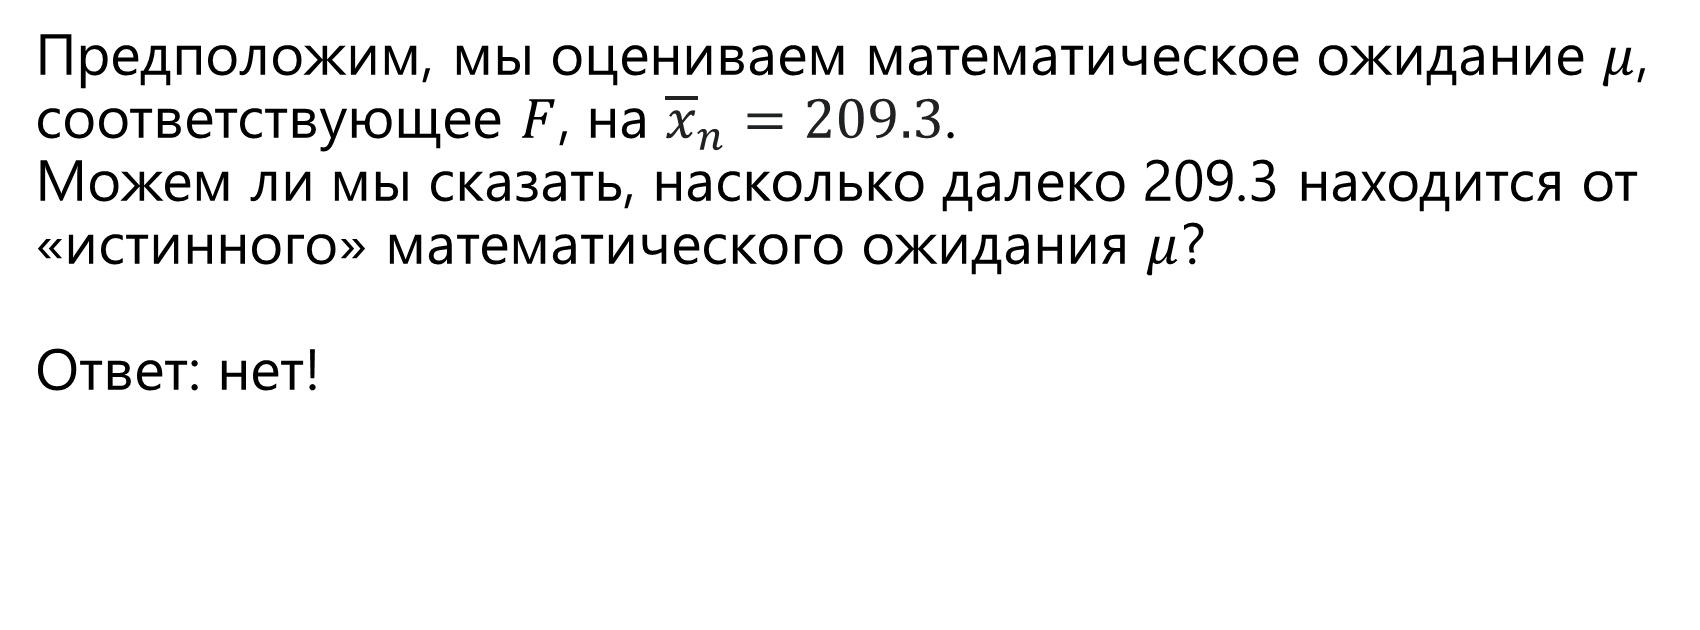 Предположим, мы оцениваем математическое ожидание μ,
соответствующее F, на x̅ₙ = 209.3.
Можем ли мы сказать, насколько далеко 209.3 находится от
«истинного» математического ожидания μ?
Ответ: нет!